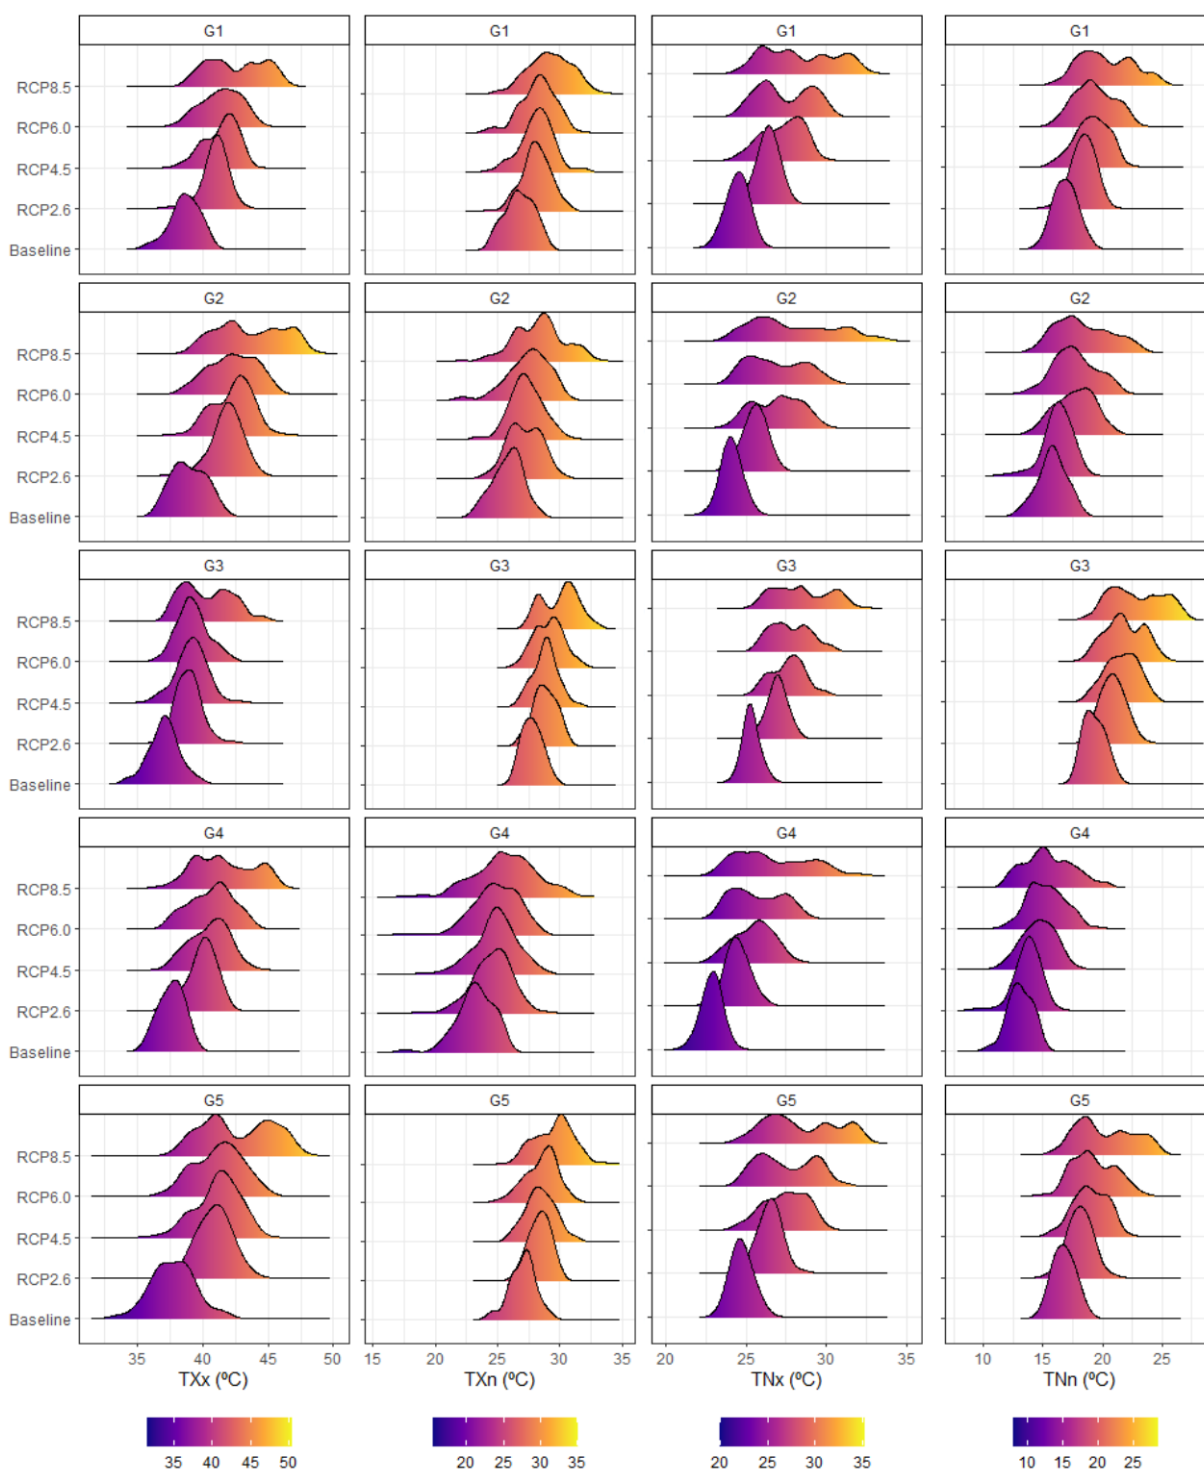 G1 G1 G1 G1
RCP8.5
RCP6.0
RCP4.5
RCP2.6
Baseline
G2 G2 G2 G2
RCP8.5
RCP6.0
RCP4.5
RCP2.6
Baseline
G3 G3 G3 G3
RCP8.5
RCP6.0
RCP4.5
RCP2.6
Baseline
G4 G4 G4 G4
RCP8.5
RCP6.0
RCP4.5
RCP2.6
Baseline
G5 G5 G5 G5
RCP8.5
RCP6.0
RCP4.5
RCP2.6
Baseline
35 40 45 50 15 20 25 30 35 20 25 30 35 10 15 20 25
TXx (ºC) TXn (ºC) TNx (ºC) TNn (ºC)
35 40 45 50 20 25 30 35 20 25 30 35 10 15 20 25